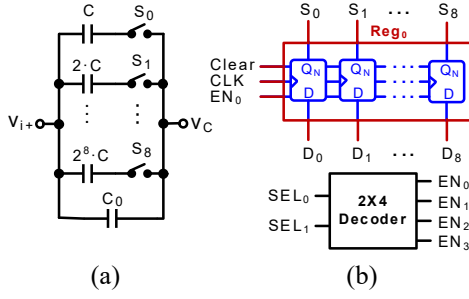 C
S0
2·C
S1
Vi+
VC
2^8·C
S8
C0
(a)
S0 S1 ... S8
Reg0
Clear
CLK
EN0
QN QN QN
D D D
D0 D1 ... D8
SEL0
SEL1
2X4
Decoder
EN0
EN1
EN2
EN3
(b)